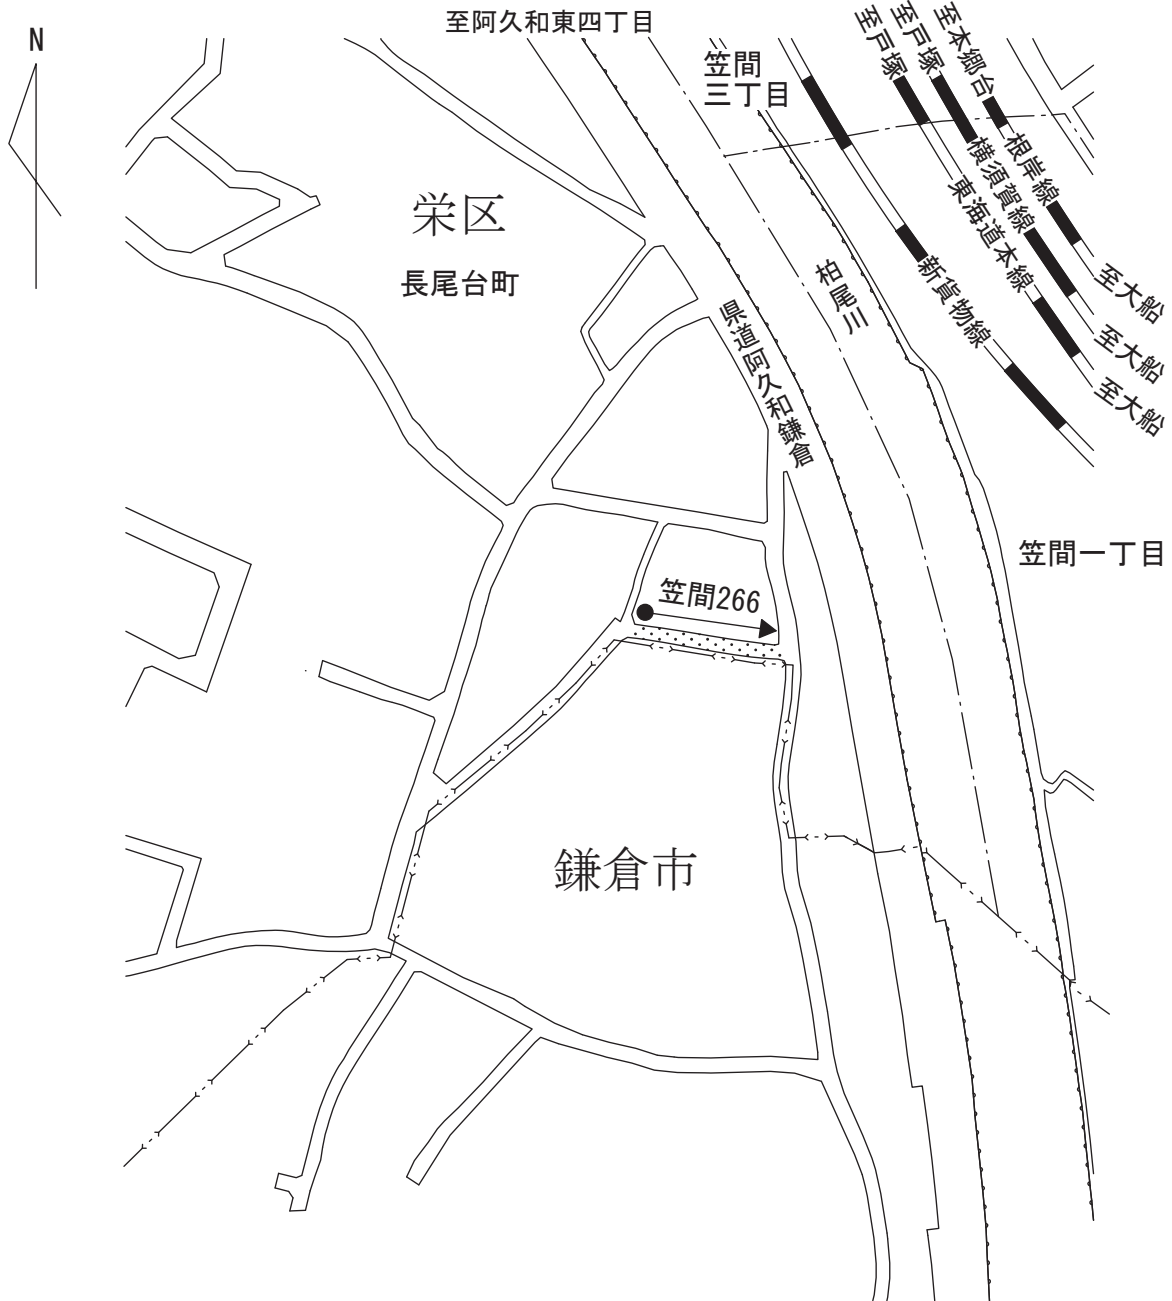 至阿久和東四丁目
N
至戸塚
至戸塚
至本郷台
笠間
三丁目
根岸線
横須賀線
東海道本線
新貨物線
栄区
長尾台町
柏尾川
県道阿久和鎌倉
至大船
至大船
至大船
笠間一丁目
笠間266
鎌倉市